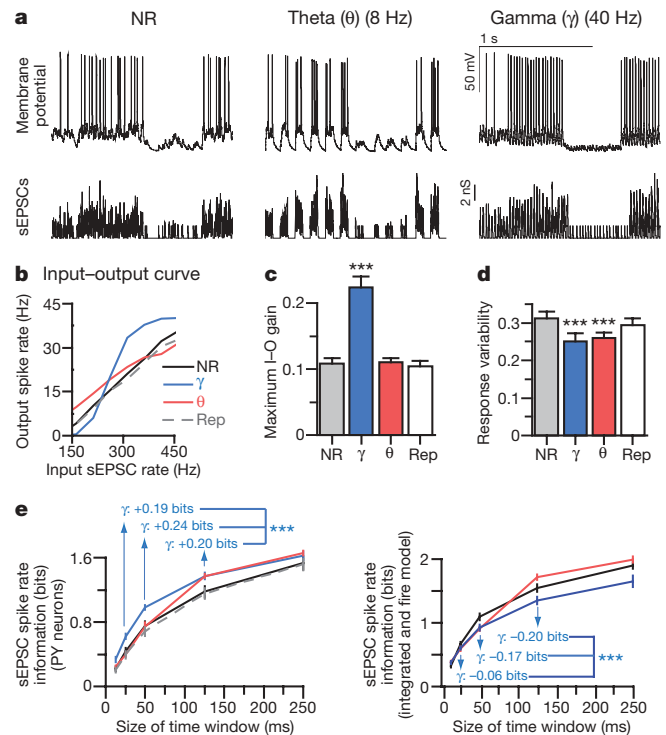 a NR Theta (θ) (8 Hz) Gamma (γ) (40 Hz)
1 s
50 mV
Membrane
potential
sEPSCs
2 nS
b Input–output curve
Output spike rate (Hz)
45
30
15
0
150 300 450
Input sEPSC rate (Hz)
NR
γ
θ
Rep
c
Maximum I–O gain
0.2
0.1
0
***
NR γ θ Rep
d
Response variability
0.3
0.2
0.1
0
*** ***
NR γ θ Rep
e
γ: +0.19 bits
γ: +0.24 bits
γ: +0.20 bits
***
sEPSC spike rate
information (bits)
(PY neurons)
1.6
0.8
0
0 50 100 150 200 250
Size of time window (ms)
sEPSC spike rate
information (bits)
(integrated and fire model)
2
1
0
γ: –0.20 bits
γ: –0.17 bits
γ: –0.06 bits
***
0 50 100 150 200 250
Size of time window (ms)